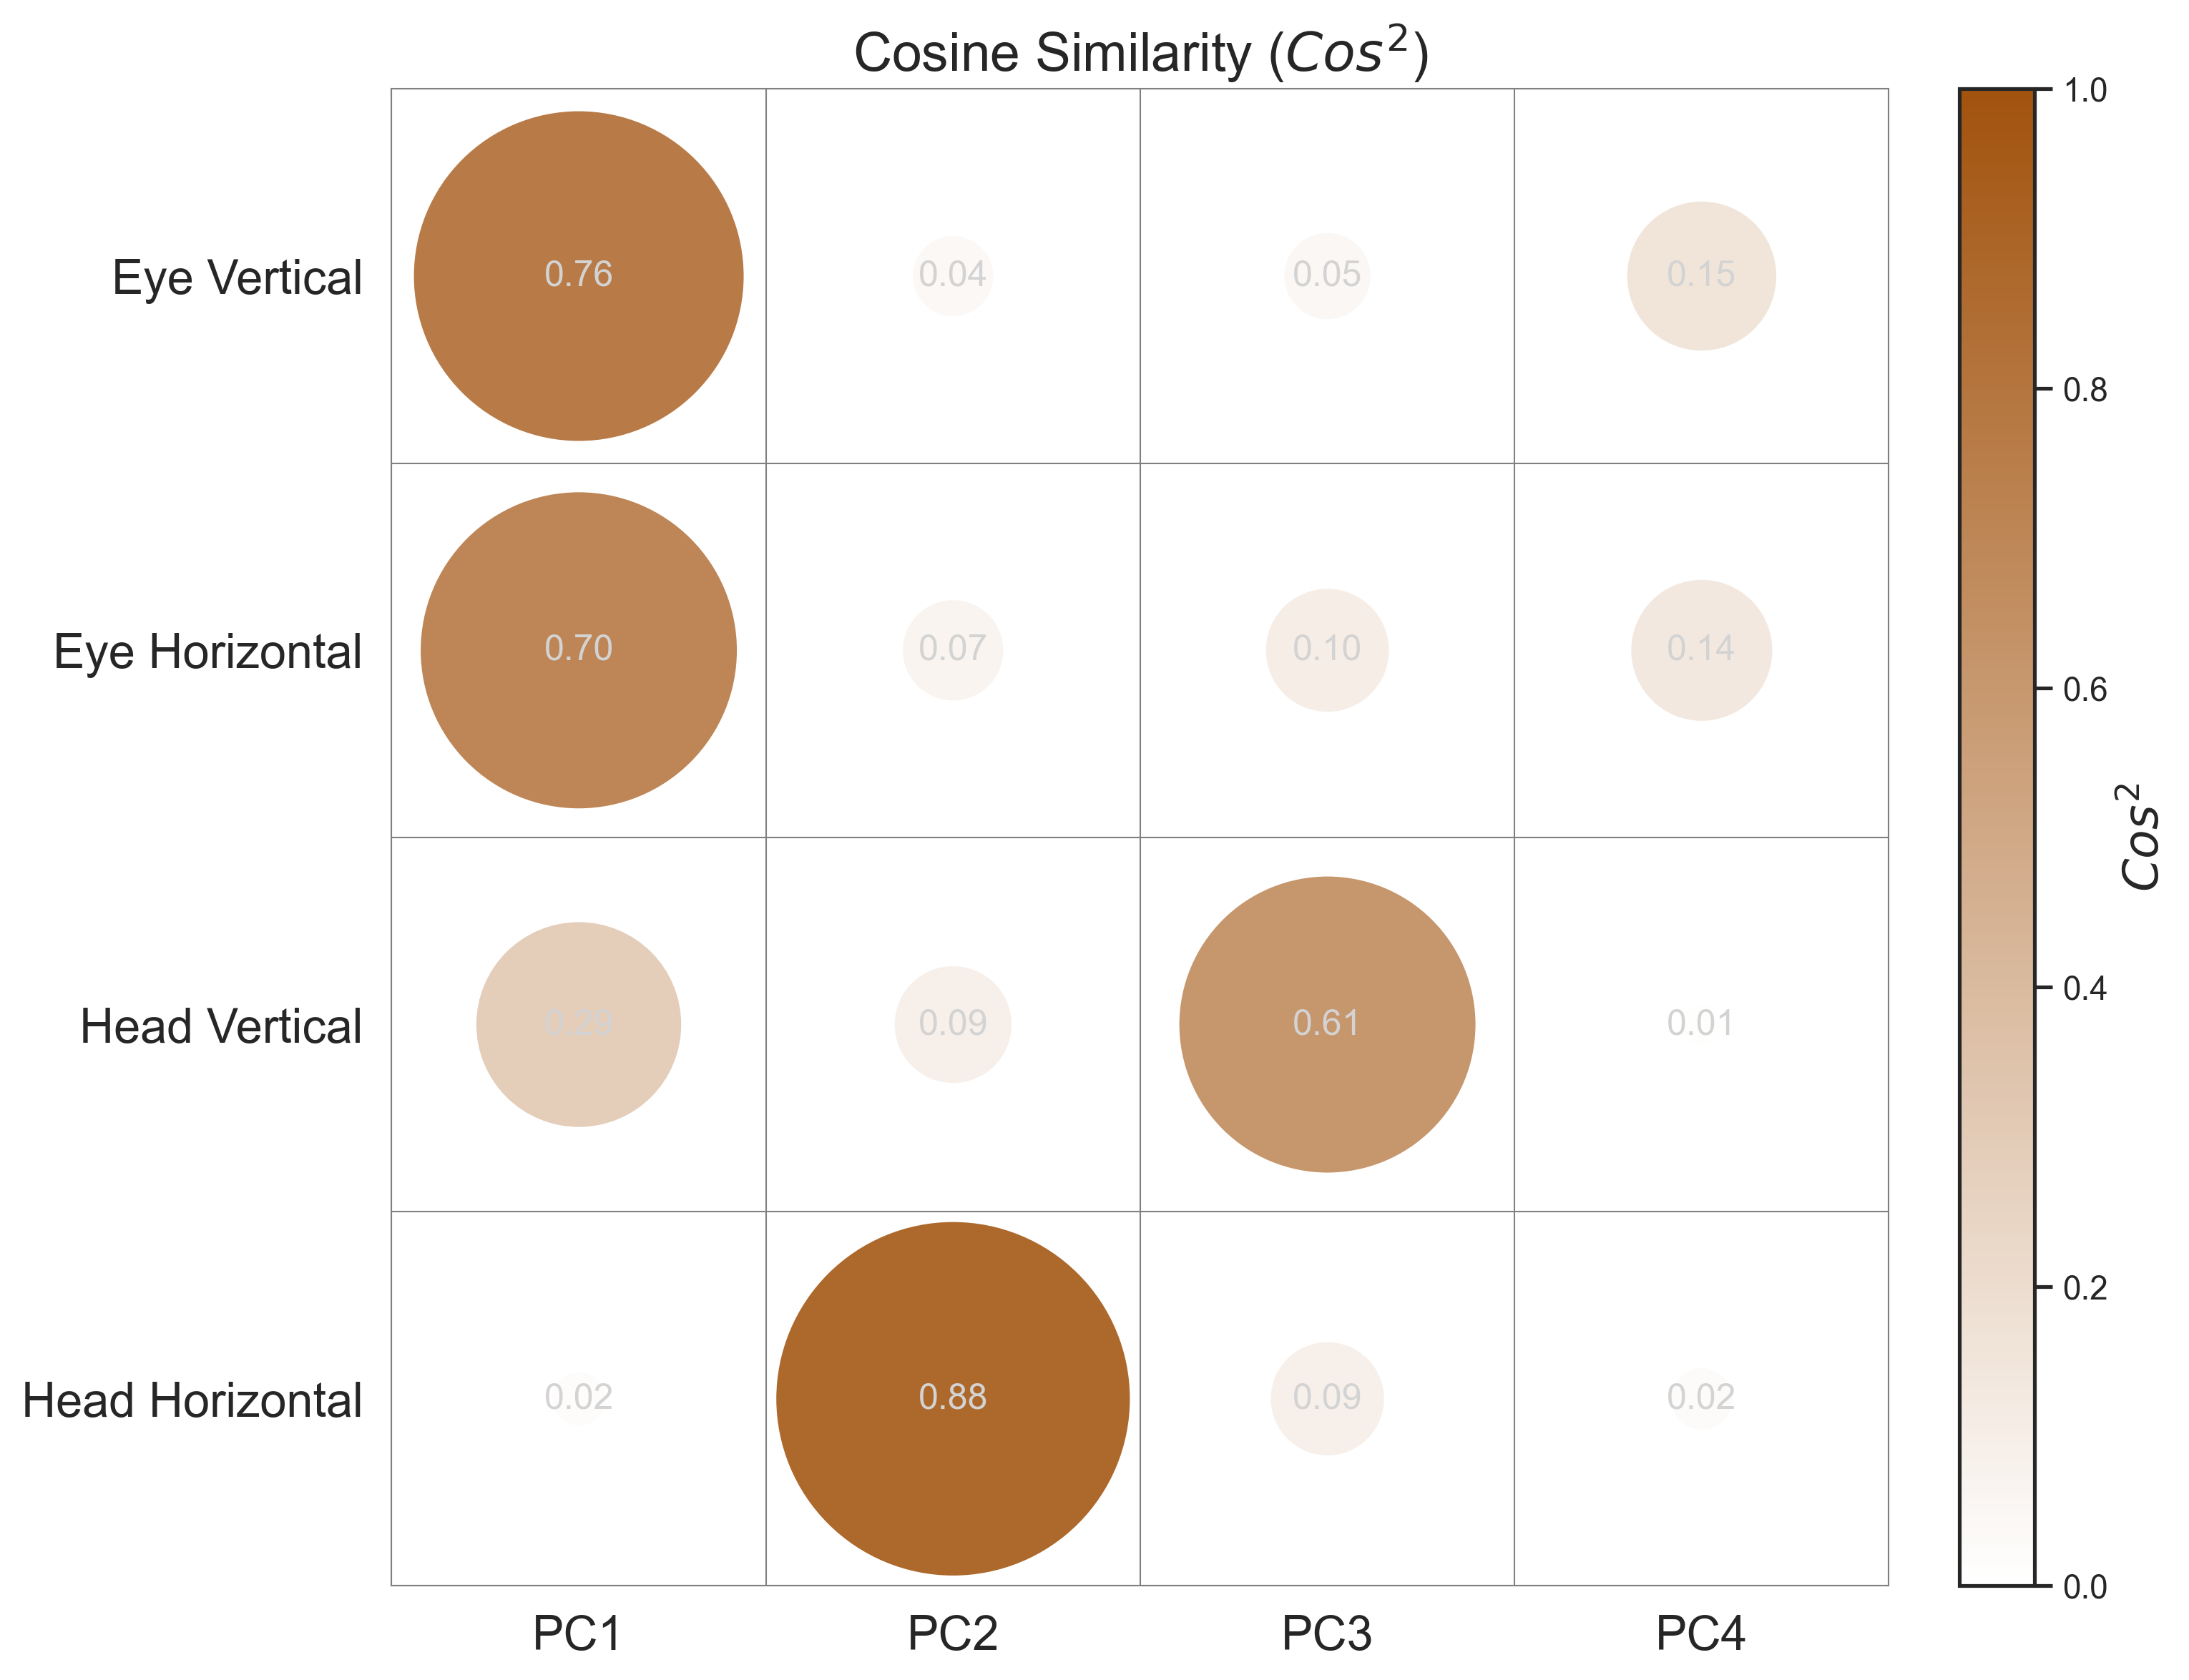 Cosine Similarity (Cos²)
Eye Vertical
0.76 0.04 0.05 0.15
Eye Horizontal
0.70 0.07 0.10 0.14
Head Vertical
0.29 0.09 0.61 0.01
Head Horizontal
0.02 0.88 0.09 0.02
PC1 PC2 PC3 PC4
1.0
0.8
0.6
0.4
0.2
0.0
Cos²